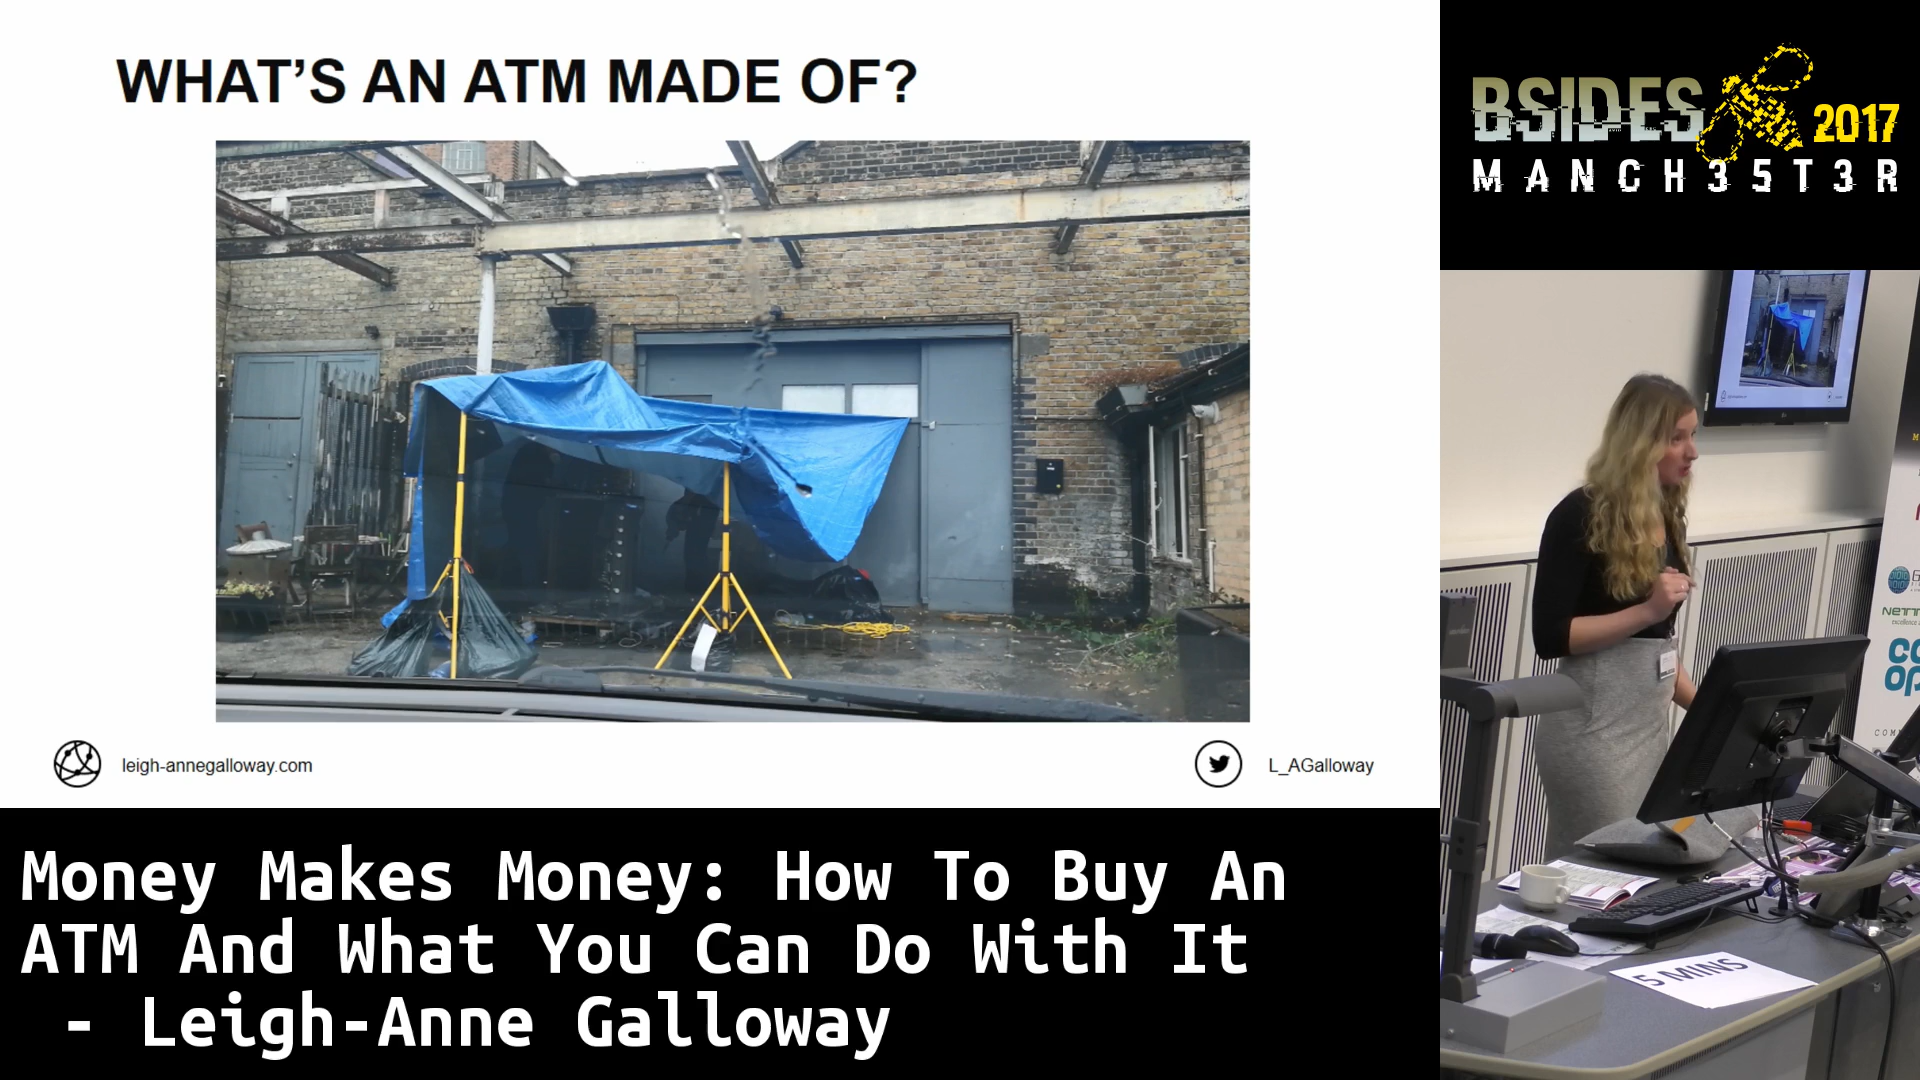 WHAT'S AN ATM MADE OF?
leigh-annegalloway.com
L_AGalloway
BSIDES
2017
MANCH35T3R
5 MINS
Money Makes Money: How To Buy An
ATM And What You Can Do With It
- Leigh-Anne Galloway